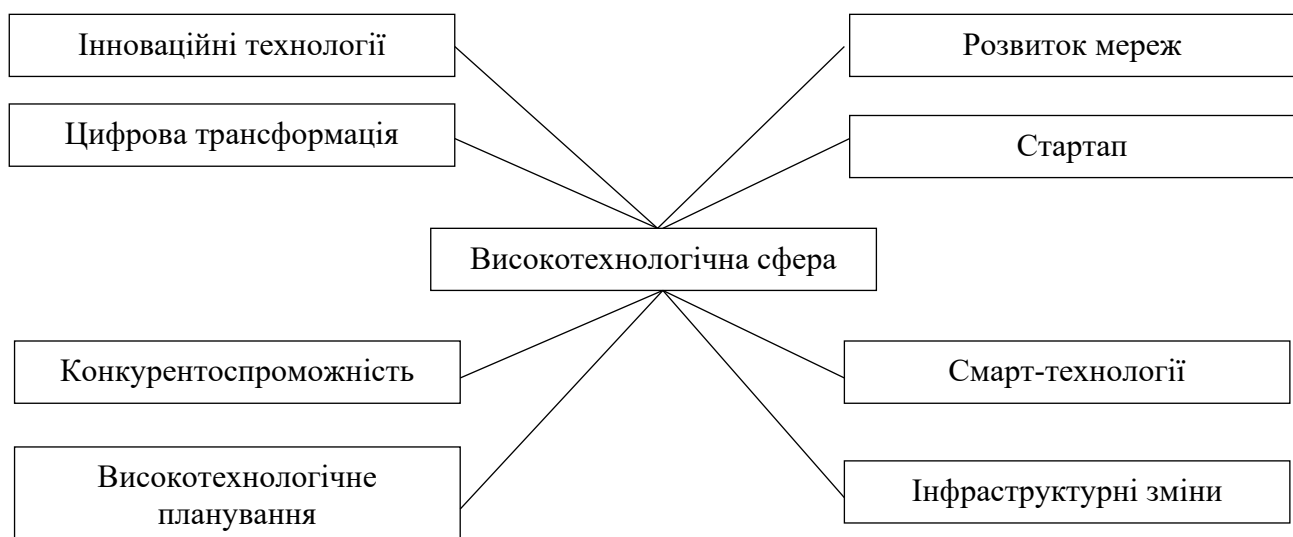 Інноваційні технології
Розвиток мереж
Цифрова трансформація
Стартап
Високотехнологічна сфера
Конкурентоспроможність
Смарт-технології
Високотехнологічне
планування
Інфраструктурні зміни